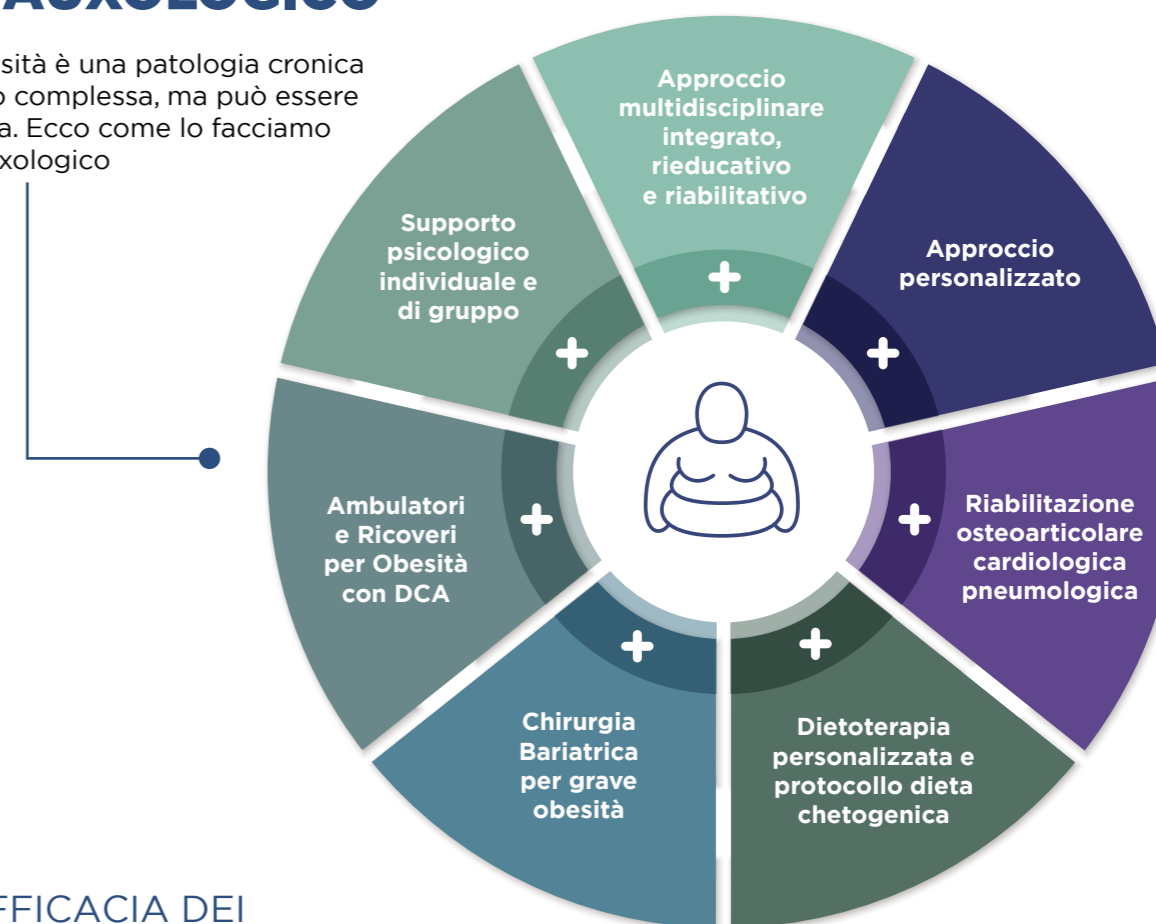 AUXOLOGICO
sità è una patologia cronica
complessa, ma può essere
a. Ecco come lo facciamo
xologico
Approccio
multidisciplinare
integrato,
rieducativo
e riabilitativo
Approccio
personalizzato
Riabilitazione
osteoarticolare
cardiologica
pneumologica
Dietoterapia
personalizzata e
protocollo dieta
chetogenica
Chirurgia
Bariatrica
per grave
obesità
Ambulatori
e Ricoveri
per Obesità
con DCA
Supporto
psicologico
individuale e
di gruppo
FFICACIA DEI